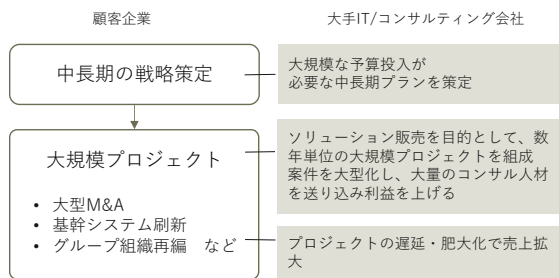 顧客企業
大手IT/コンサルティング会社
中長期の戦略策定
大規模な予算投入が
必要な中長期プランを策定
大規模プロジェクト
• 大型M&A
• 基幹システム刷新
• グループ組織再編　など
ソリューション販売を目的として、数
年単位の大規模プロジェクトを組成
案件を大型化し、大量のコンサル人材
を送り込み利益を上げる
プロジェクトの遅延・肥大化で売上拡
大